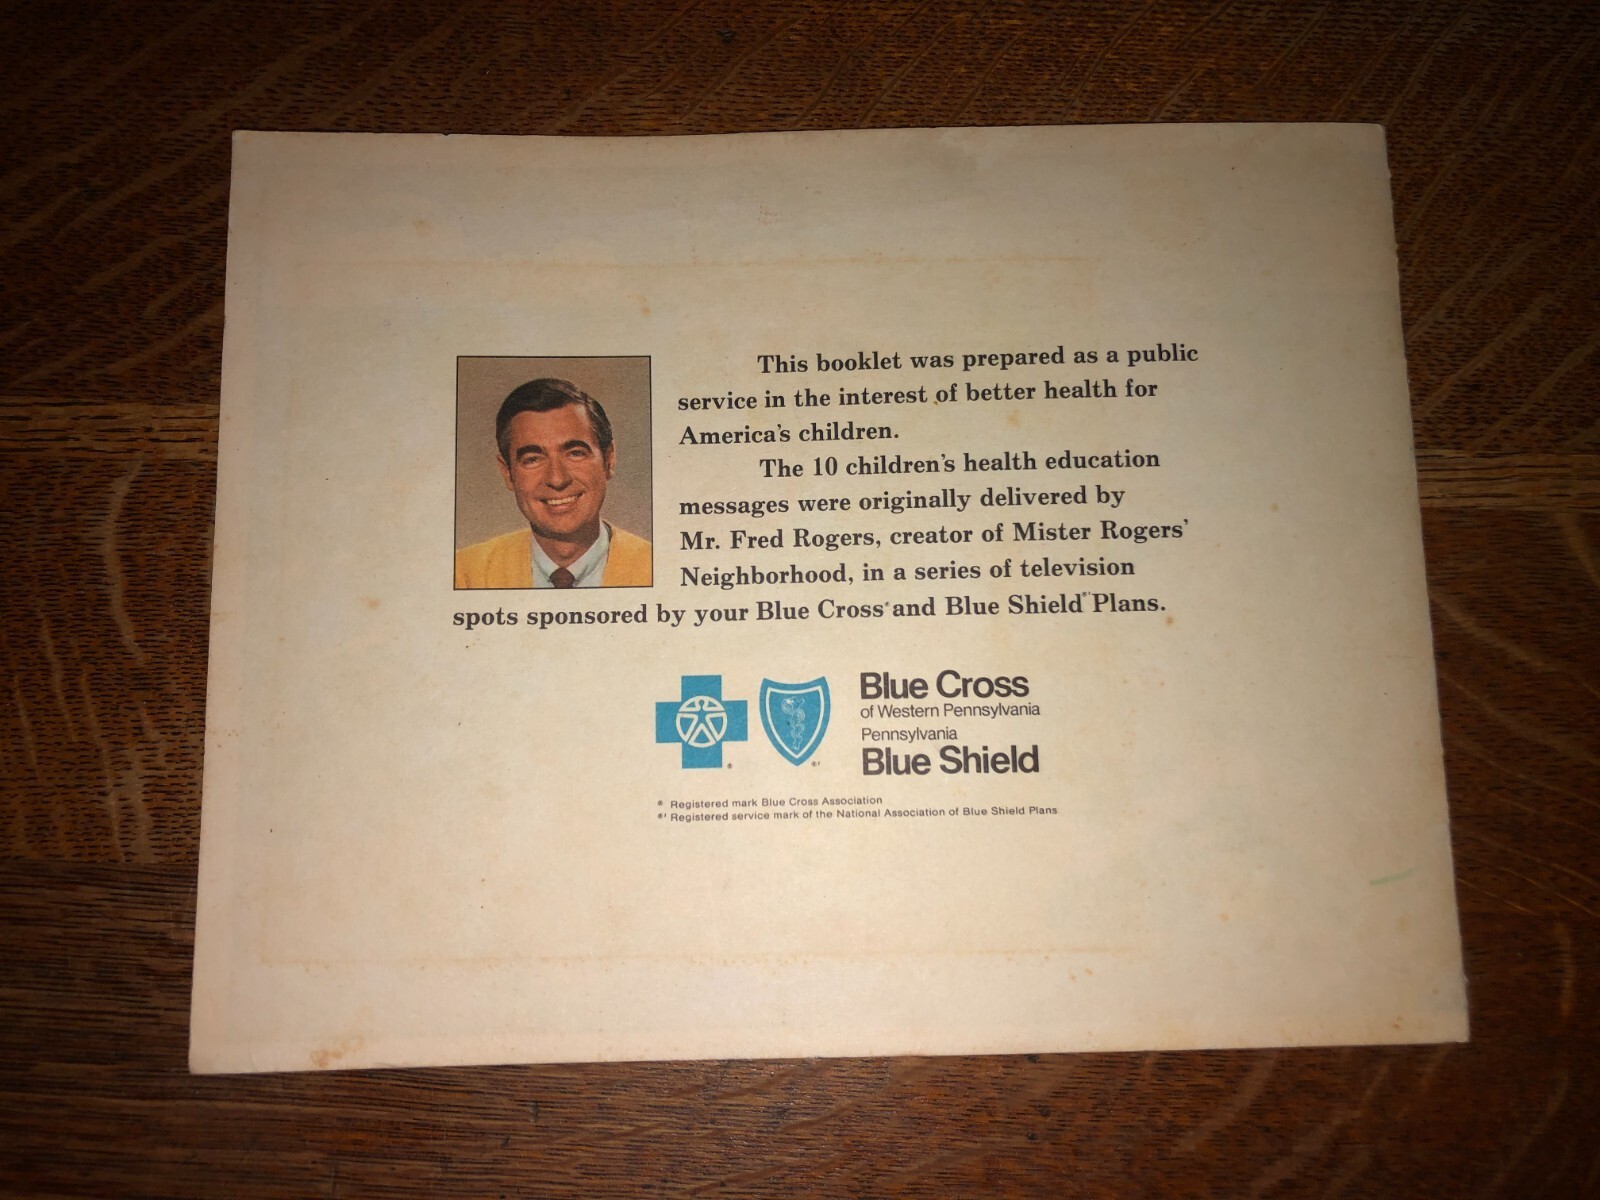 This booklet was prepared as a public
service in the interest of better health for
America's children.
The 10 children's health education
messages were originally delivered by
Mr. Fred Rogers, creator of Mister Rogers'
Neighborhood, in a series of television
spots sponsored by your Blue Cross® and Blue Shield®' Plans.
® ®'
Blue Cross
of Western Pennsylvania
Pennsylvania
Blue Shield
® Registered mark Blue Cross Association
®' Registered service mark of the National Association of Blue Shield Plans